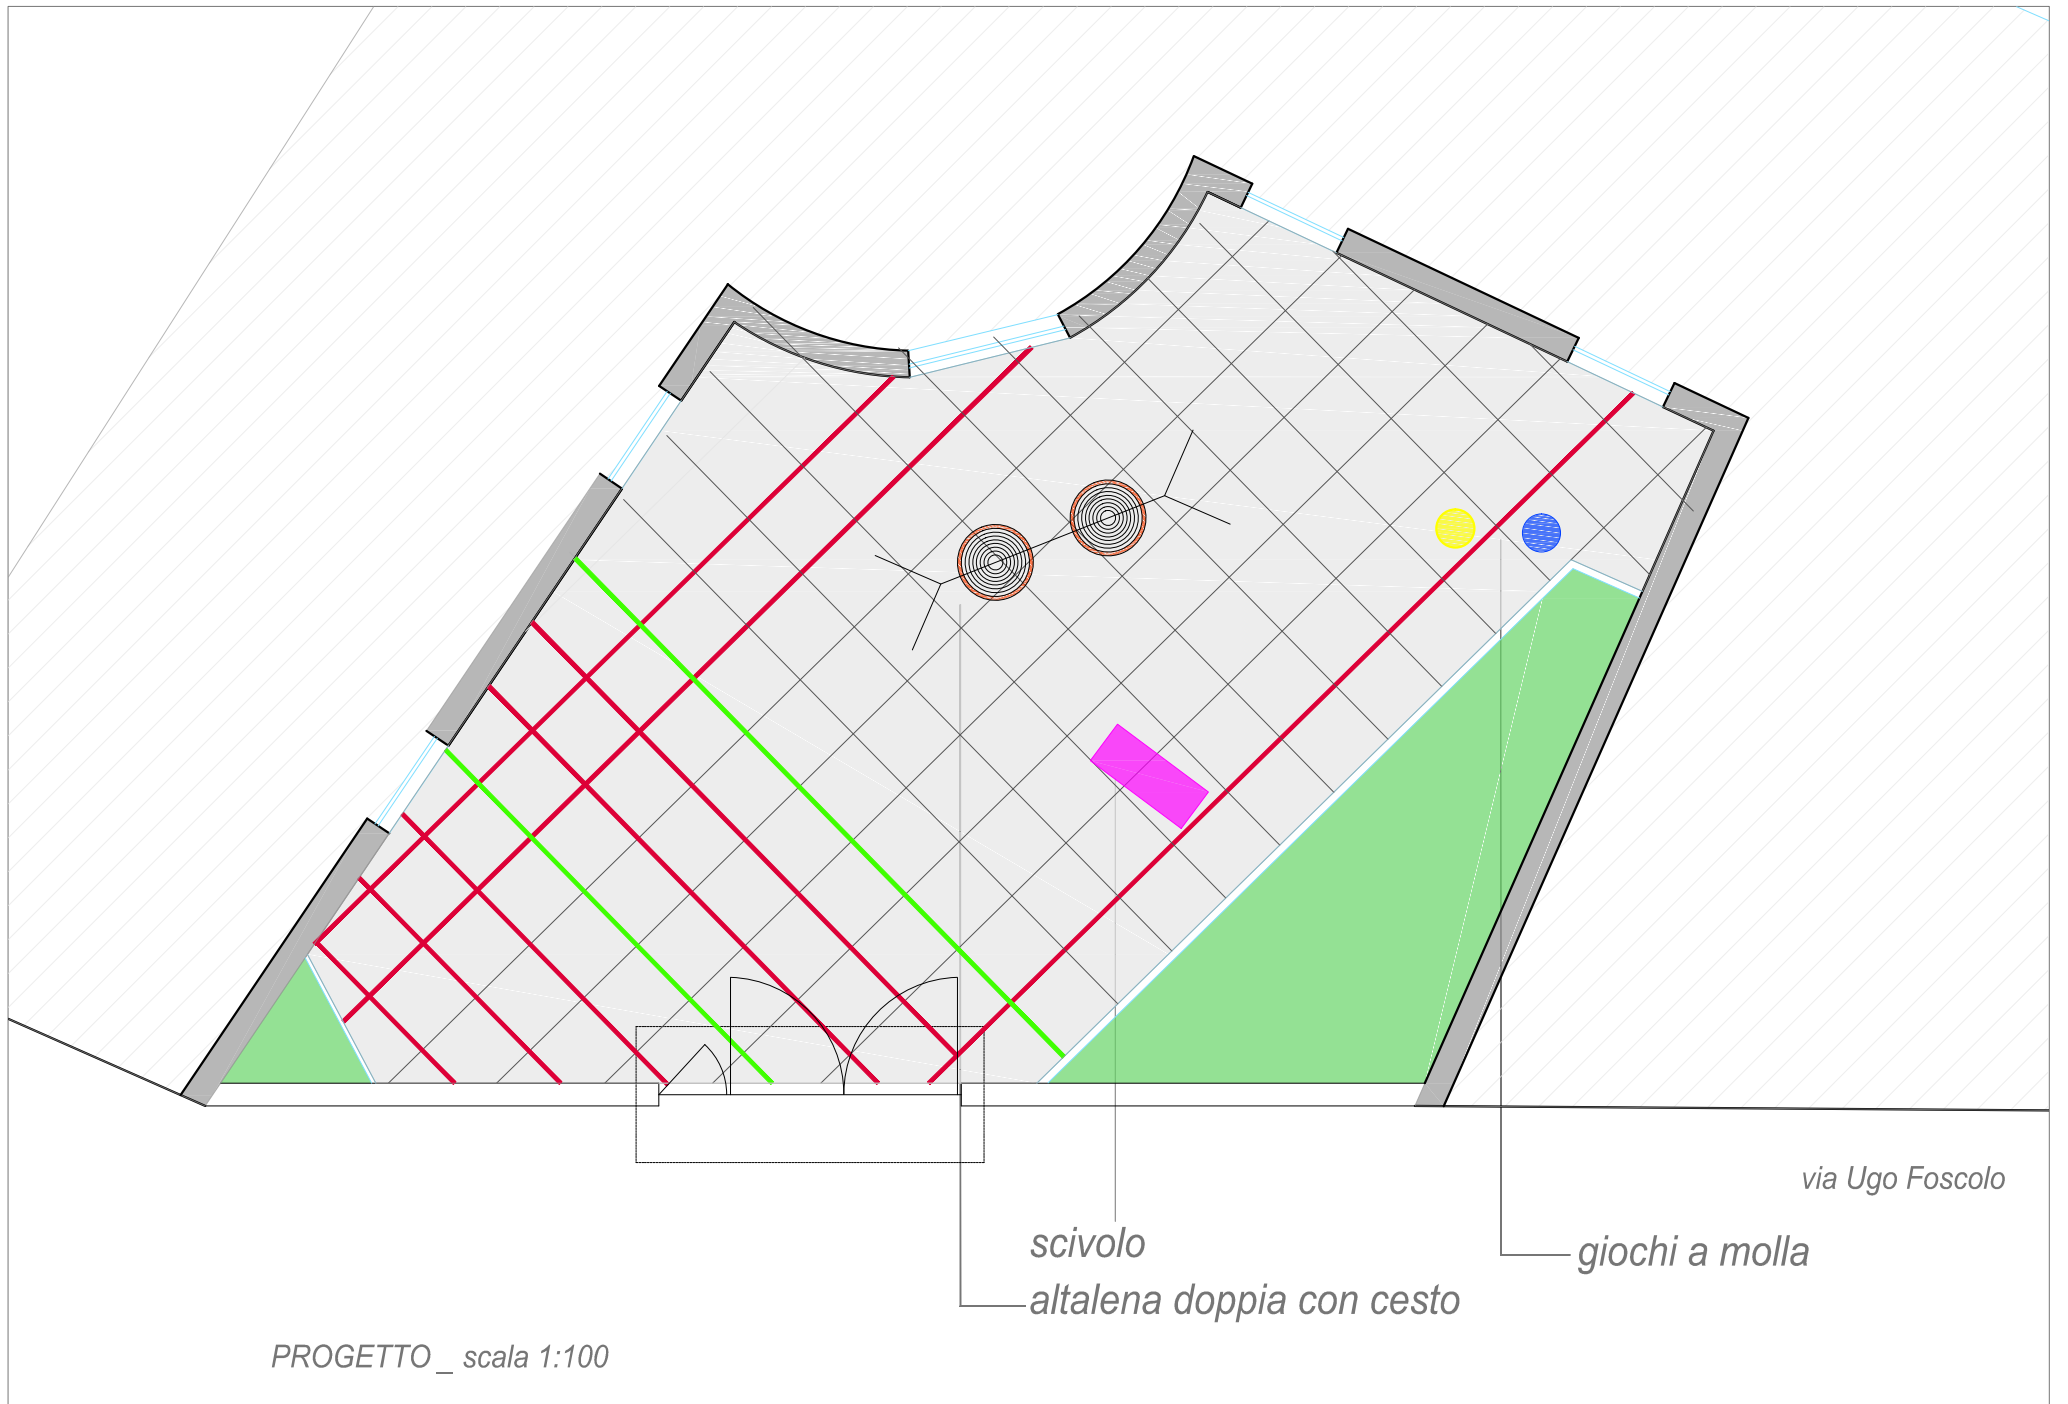 via Ugo Foscolo
scivolo
giochi a molla
altalena doppia con cesto
PROGETTO _ scala 1:100